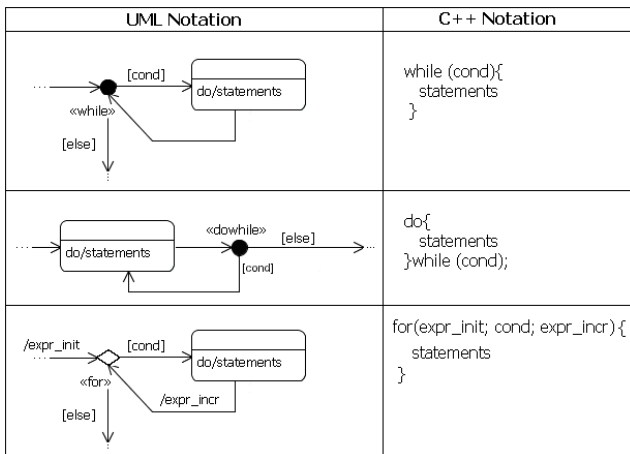 UML Notation
C++ Notation
[cond]
do/statements
«while»
[else]
while (cond){
statements
}
do/statements
«dowhile»
[else]
[cond]
do{
statements
}while (cond);
/expr_init
[cond]
do/statements
«for»
/expr_incr
[else]
for(expr_init; cond; expr_incr){
statements
}